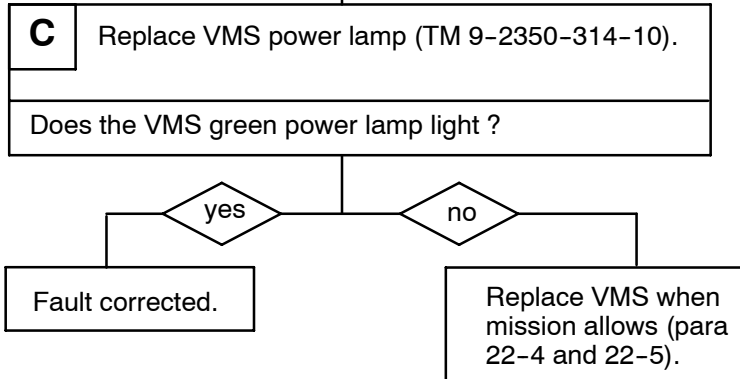 C
Replace VMS power lamp (TM 9-2350-314-10).
Does the VMS green power lamp light ?
yes
no
Fault corrected.
Replace VMS when
mission allows (para
22-4 and 22-5).